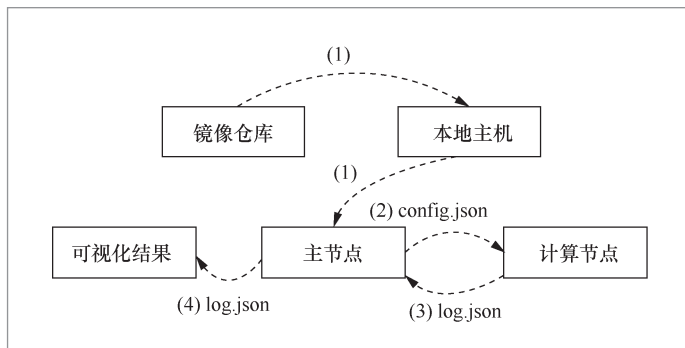 (1)
镜像仓库
本地主机
(1)
(2) config.json
可视化结果
主节点
计算节点
(4) log.json
(3) log.json